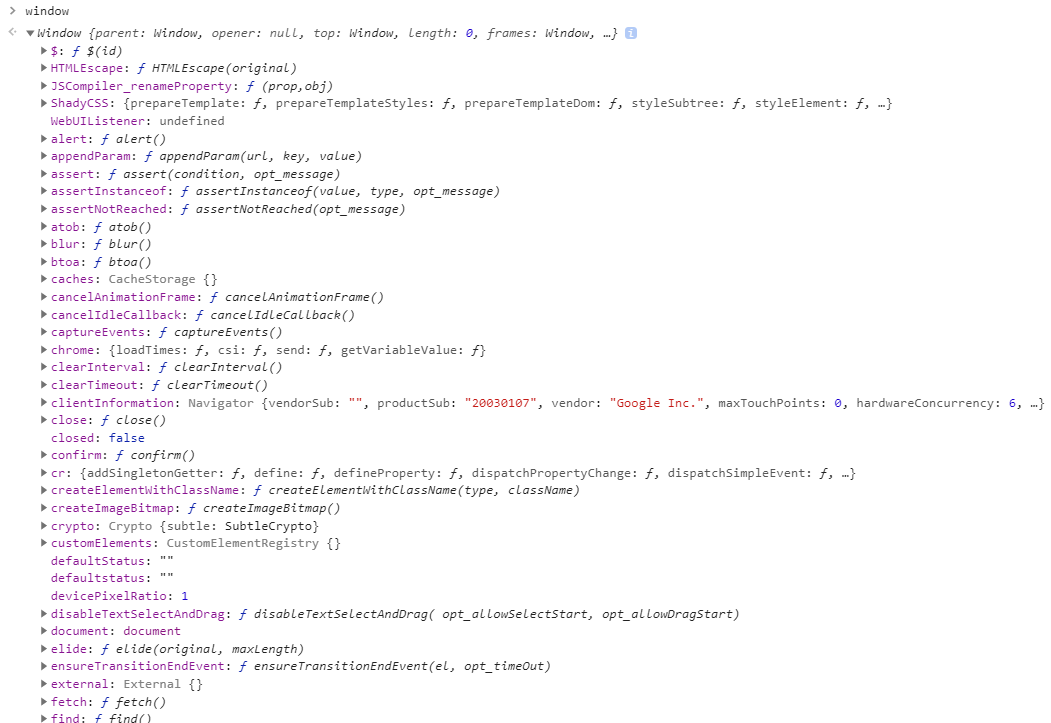 window
Window {parent: Window, opener: null, top: Window, length: 0, frames: Window, …} i
$: ƒ $(id)
HTMLEscape: ƒ HTMLEscape(original)
JSCompiler_renameProperty: ƒ (prop,obj)
ShadyCSS: {prepareTemplate: ƒ, prepareTemplateStyles: ƒ, prepareTemplateDom: ƒ, styleSubtree: ƒ, styleElement: ƒ, …}
WebUIListener: undefined
alert: ƒ alert()
appendParam: ƒ appendParam(url, key, value)
assert: ƒ assert(condition, opt_message)
assertInstanceof: ƒ assertInstanceof(value, type, opt_message)
assertNotReached: ƒ assertNotReached(opt_message)
atob: ƒ atob()
blur: ƒ blur()
btoa: ƒ btoa()
caches: CacheStorage {}
cancelAnimationFrame: ƒ cancelAnimationFrame()
cancelIdleCallback: ƒ cancelIdleCallback()
captureEvents: ƒ captureEvents()
chrome: {loadTimes: ƒ, csi: ƒ, send: ƒ, getVariableValue: ƒ}
clearInterval: ƒ clearInterval()
clearTimeout: ƒ clearTimeout()
clientInformation: Navigator {vendorSub: "", productSub: "20030107", vendor: "Google Inc.", maxTouchPoints: 0, hardwareConcurrency: 6, …}
close: ƒ close()
closed: false
confirm: ƒ confirm()
cr: {addSingletonGetter: ƒ, define: ƒ, defineProperty: ƒ, dispatchPropertyChange: ƒ, dispatchSimpleEvent: ƒ, …}
createElementWithClassName: ƒ createElementWithClassName(type, className)
createImageBitmap: ƒ createImageBitmap()
crypto: Crypto {subtle: SubtleCrypto}
customElements: CustomElementRegistry {}
defaultStatus: ""
defaultstatus: ""
devicePixelRatio: 1
disableTextSelectAndDrag: ƒ disableTextSelectAndDrag( opt_allowSelectStart, opt_allowDragStart)
document: document
elide: ƒ elide(original, maxLength)
ensureTransitionEndEvent: ƒ ensureTransitionEndEvent(el, opt_timeOut)
external: External {}
fetch: ƒ fetch()
find: ƒ find()